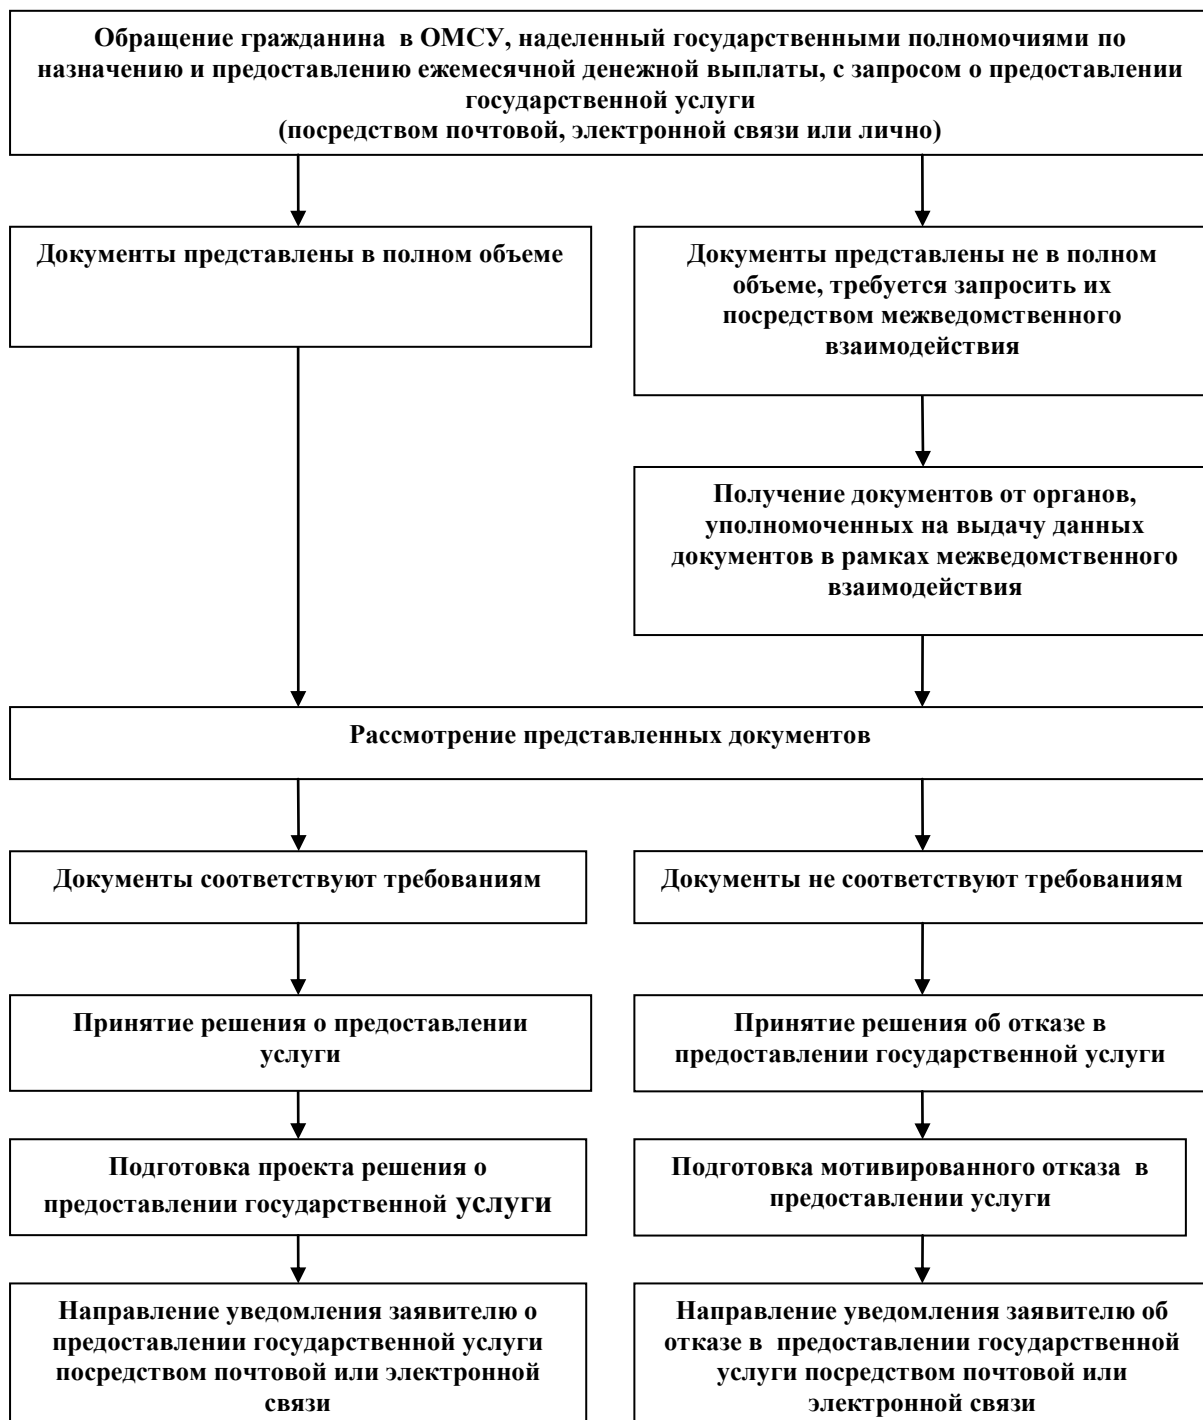 Обращение гражданина в ОМСУ, наделенный государственными полномочиями по
назначению и предоставлению ежемесячной денежной выплаты, с запросом о предоставлении
государственной услуги
(посредством почтовой, электронной связи или лично)
Документы представлены в полном объеме
Документы представлены не в полном
объеме, требуется запросить их
посредством межведомственного
взаимодействия
Получение документов от органов,
уполномоченных на выдачу данных
документов в рамках межведомственного
взаимодействия
Рассмотрение представленных документов
Документы соответствуют требованиям
Документы не соответствуют требованиям
Принятие решения о предоставлении
услуги
Принятие решения об отказе в
предоставлении государственной услуги
Подготовка проекта решения о
предоставлении государственной услуги
Подготовка мотивированного отказа в
предоставлении услуги
Направление уведомления заявителю о
предоставлении государственной услуги
посредством почтовой или электронной
связи
Направление уведомления заявителю об
отказе в предоставлении государственной
услуги посредством почтовой или
электронной связи